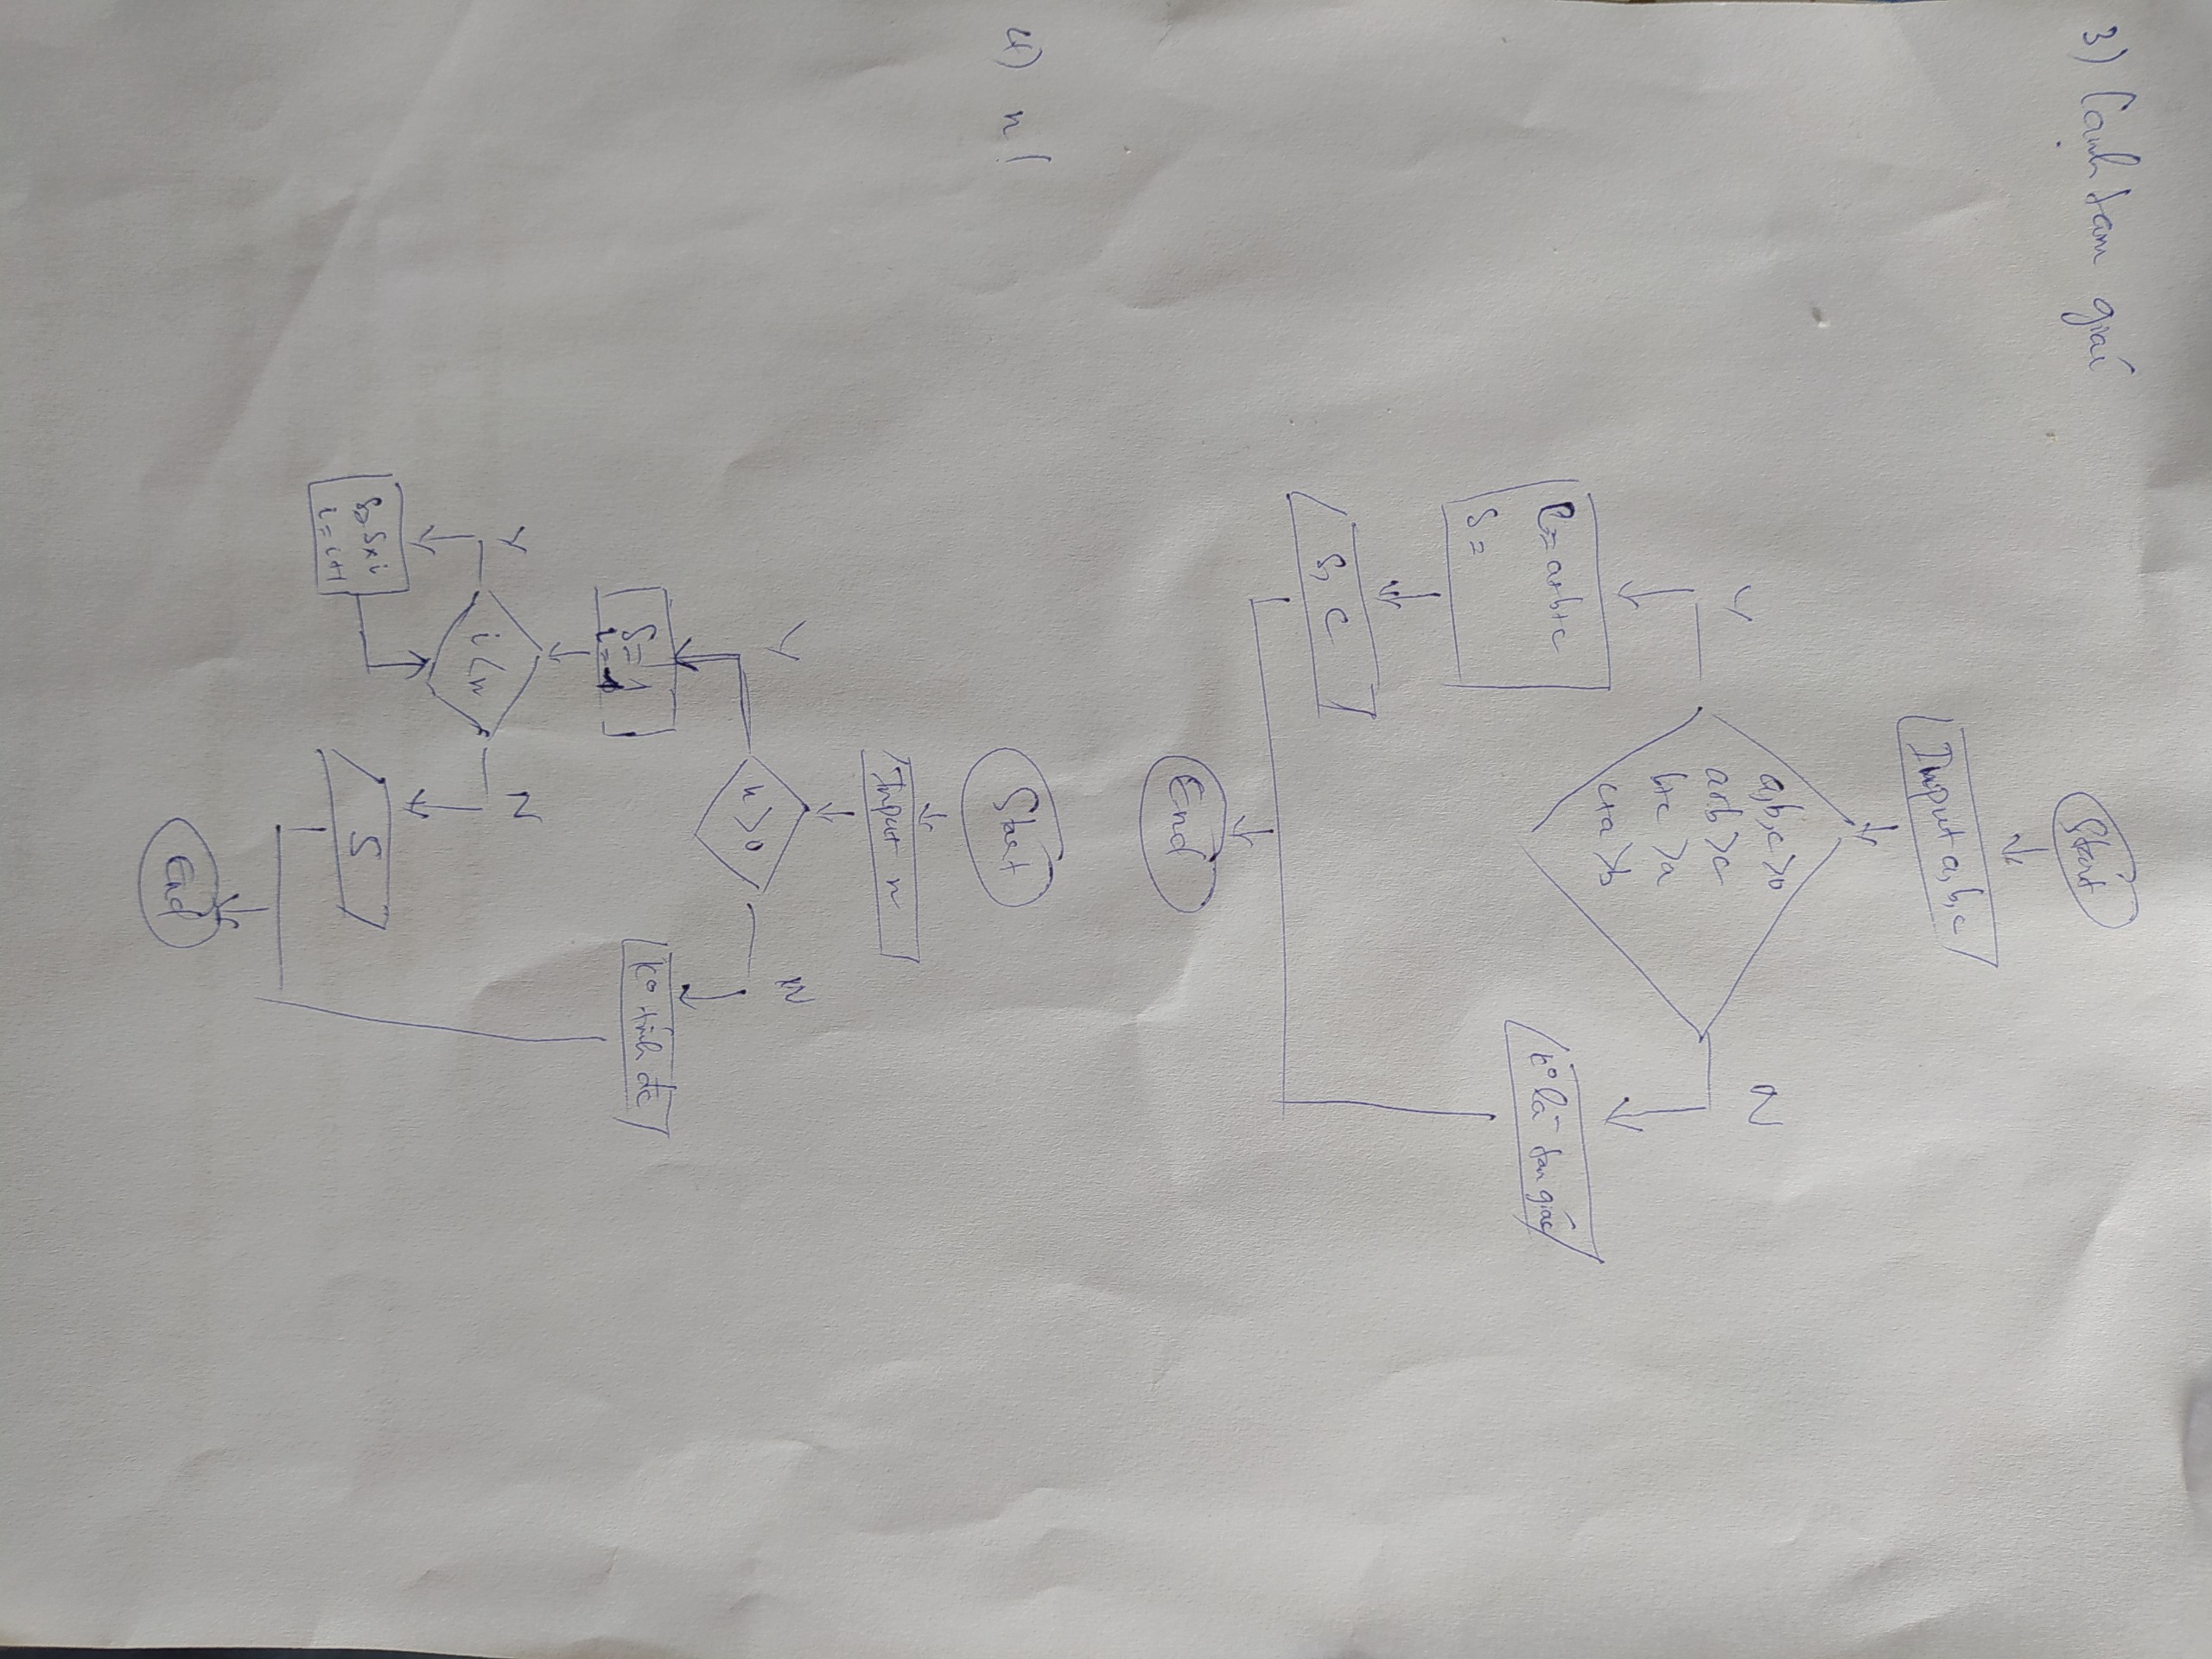 3) Cạnh tam giác
Start
Input a, b, c
a, b, c > 0
a+b > c
b+c > a
c+a > b
Y
N
C = a+b+c
S =
k° là tam giác
S, C
End
4) n!
Start
Input n
n > 0
Y
N
S = 1
k° tính đc
i < n
Y
N
S = S x i
i = i+1
S
End